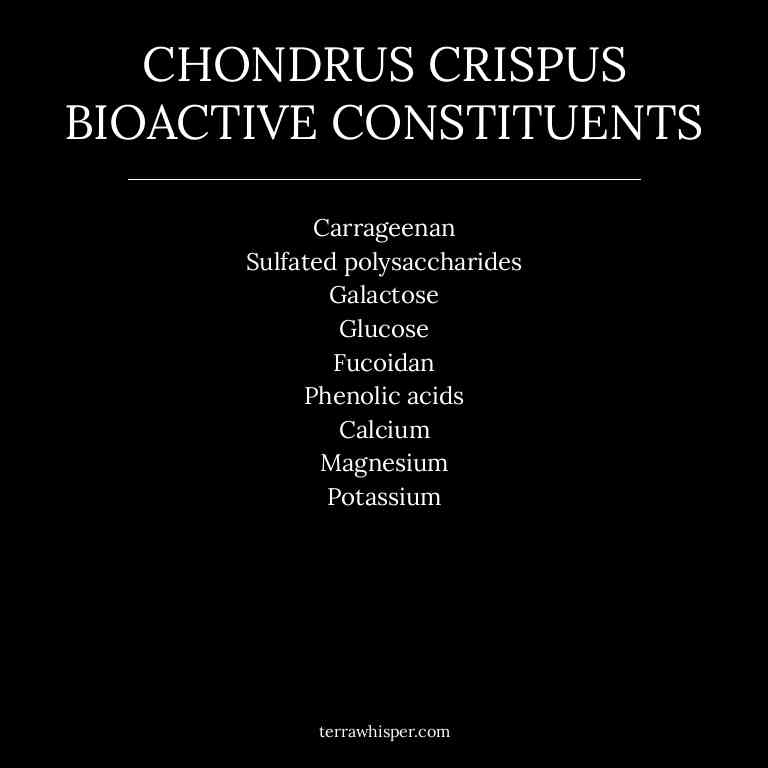 CHONDRUS CRISPUS
BIOACTIVE CONSTITUENTS
Carrageenan
Sulfated polysaccharides
Galactose
Glucose
Fucoidan
Phenolic acids
Calcium
Magnesium
Potassium
terrawhisper.com